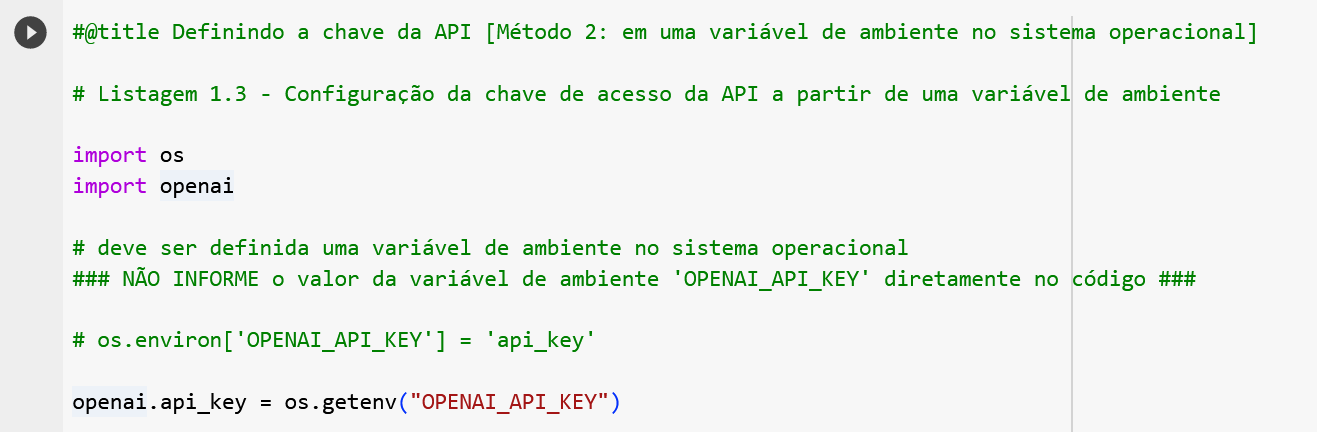 #@title Definindo a chave da API [Método 2: em uma variável de ambiente no sistema operacional]
# Listagem 1.3 - Configuração da chave de acesso da API a partir de uma variável de ambiente
import os
import openai
# deve ser definida uma variável de ambiente no sistema operacional
### NÃO INFORME o valor da variável de ambiente 'OPENAI_API_KEY' diretamente no código ###
# os.environ['OPENAI_API_KEY'] = 'api_key'
openai.api_key = os.getenv("OPENAI_API_KEY")